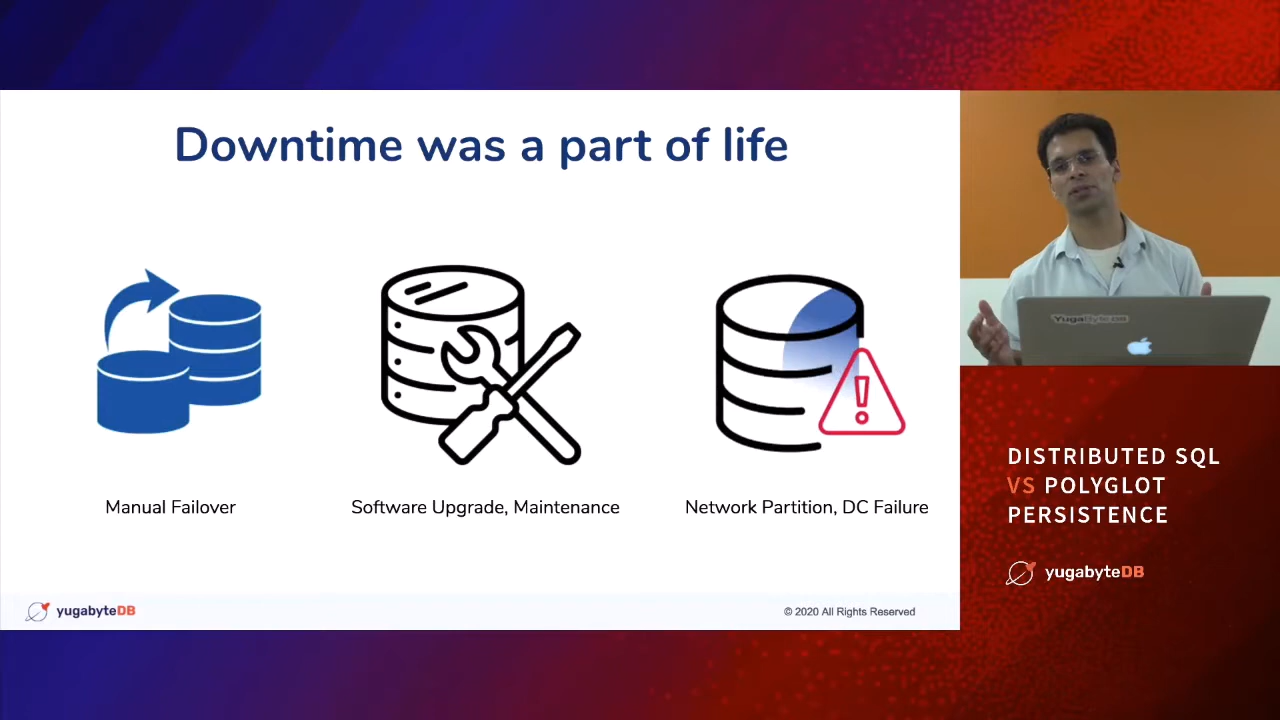 Downtime was a part of life
Manual Failover
Software Upgrade, Maintenance
Network Partition, DC Failure
yugabyteDB
© 2020 All Rights Reserved
YugaByteDB
DISTRIBUTED SQL
VS POLYGLOT
PERSISTENCE
yugabyteDB